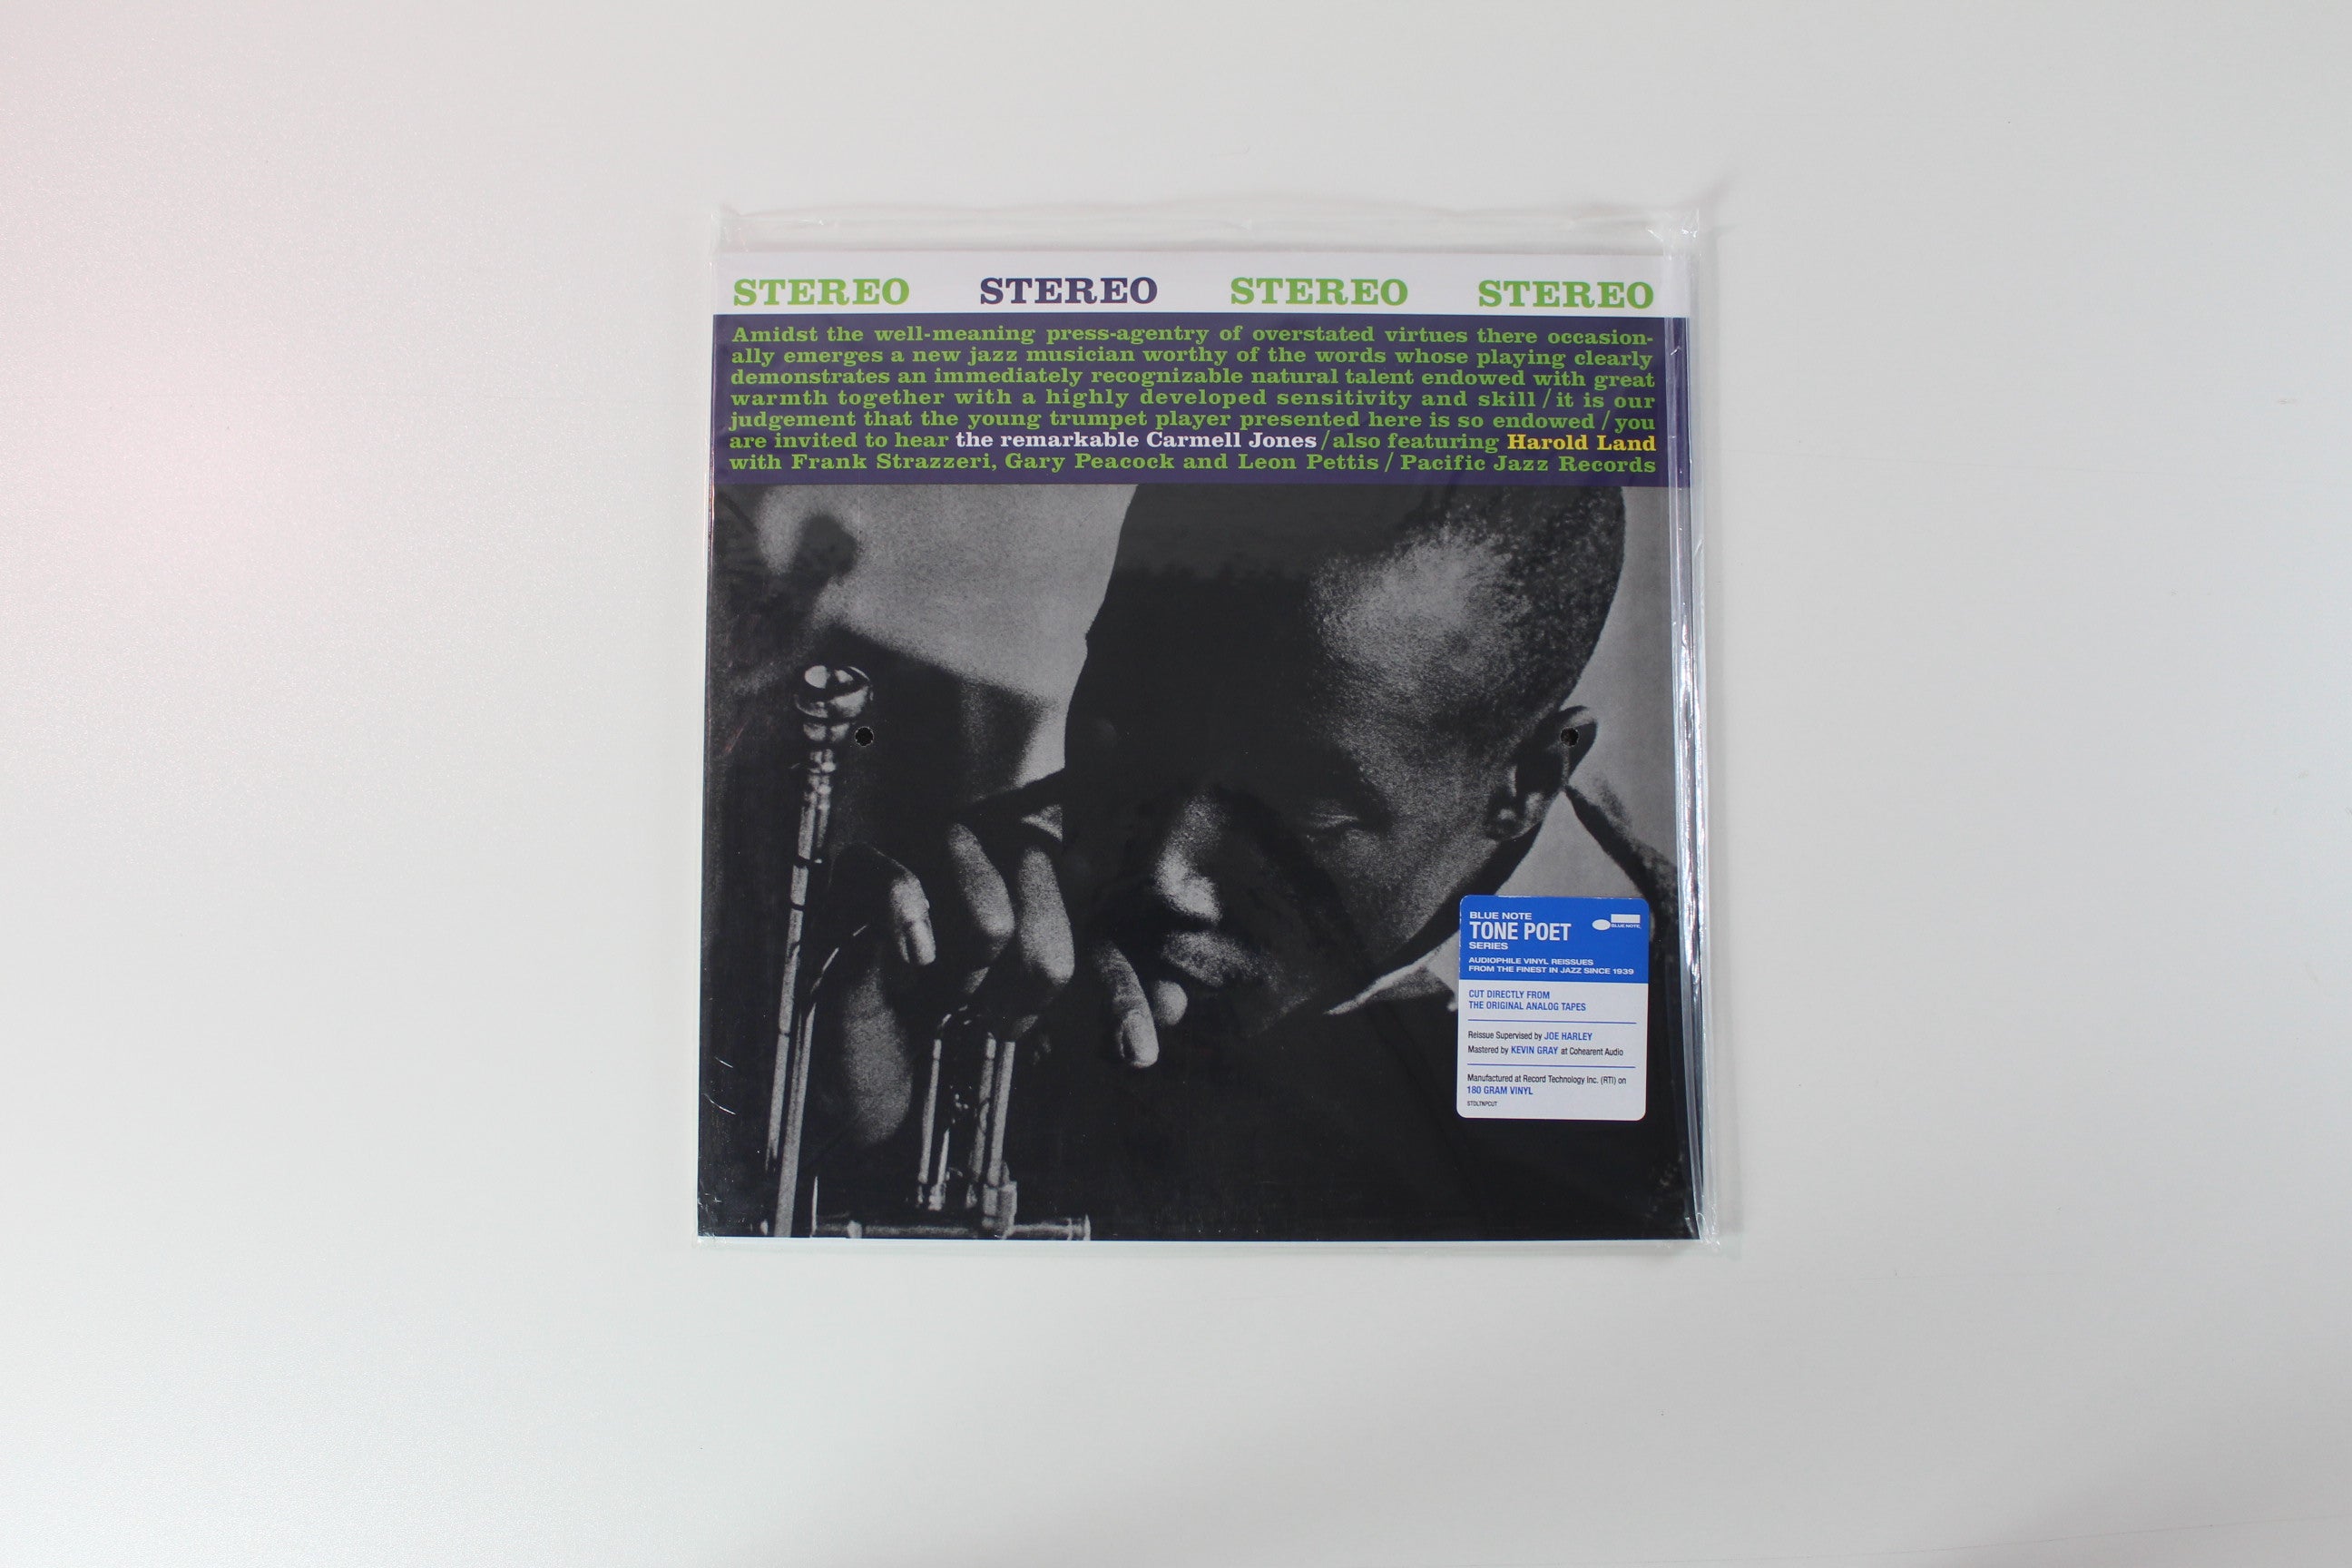 STEREO STEREO STEREO STEREO
Amidst the well-meaning press-agentry of overstated virtues there occasion-
ally emerges a new jazz musician worthy of the words whose playing clearly
demonstrates an immediately recognizable natural talent endowed with great
warmth together with a highly developed sensitivity and skill / it is our
judgement that the young trumpet player presented here is so endowed / you
are invited to hear the remarkable Carmell Jones / also featuring Harold Land
with Frank Strazzeri, Gary Peacock and Leon Pettis / Pacific Jazz Records
BLUE NOTE
TONE POET
SERIES
BLUE NOTE
AUDIOPHILE VINYL REISSUES
FROM THE FINEST IN JAZZ SINCE 1939
CUT DIRECTLY FROM
THE ORIGINAL ANALOG TAPES
Reissue Supervised by JOE HARLEY
Mastered by KEVIN GRAY at Cohearent Audio
Manufactured at Record Technology Inc. (RTI) on
180 GRAM VINYL
STDLTNPCUT